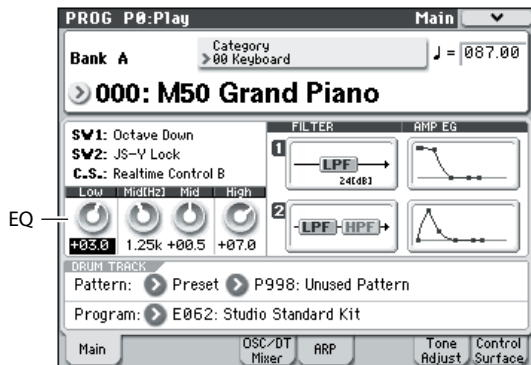 PROG P0:Play Main
Bank A
Category
00 Keyboard
♩ = 087.00
000: M50 Grand Piano
SW1: Octave Down
SW2: JS-Y Lock
C.S.: Realtime Control B
Low Mid[Hz] Mid High
EQ
+03.0 1.25k +00.5 +07.0
FILTER
AMP EG
1
LPF
24[dB]
2
LPF HPF
DRUM TRACK
Pattern: Preset P998: Unused Pattern
Program: E062: Studio Standard Kit
Main
OSC/DT Mixer
ARP
Tone Adjust
Control Surface